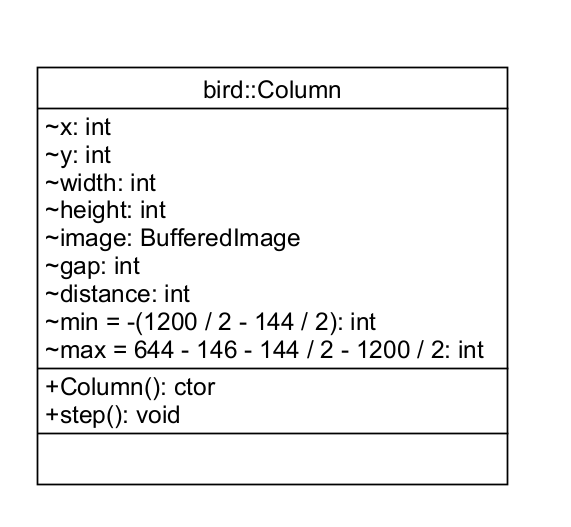 bird::Column
~x: int
~y: int
~width: int
~height: int
~image: BufferedImage
~gap: int
~distance: int
~min = -(1200 / 2 - 144 / 2): int
~max = 644 - 146 - 144 / 2 - 1200 / 2: int
+Column(): ctor
+step(): void